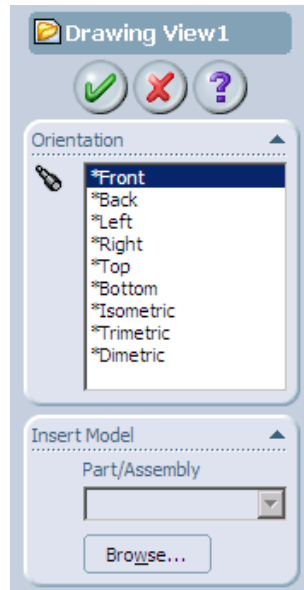 Drawing View1
?
Orientation
*Front
*Back
*Left
*Right
*Top
*Bottom
*Isometric
*Trimetric
*Dimetric
Insert Model
Part/Assembly
Browse...